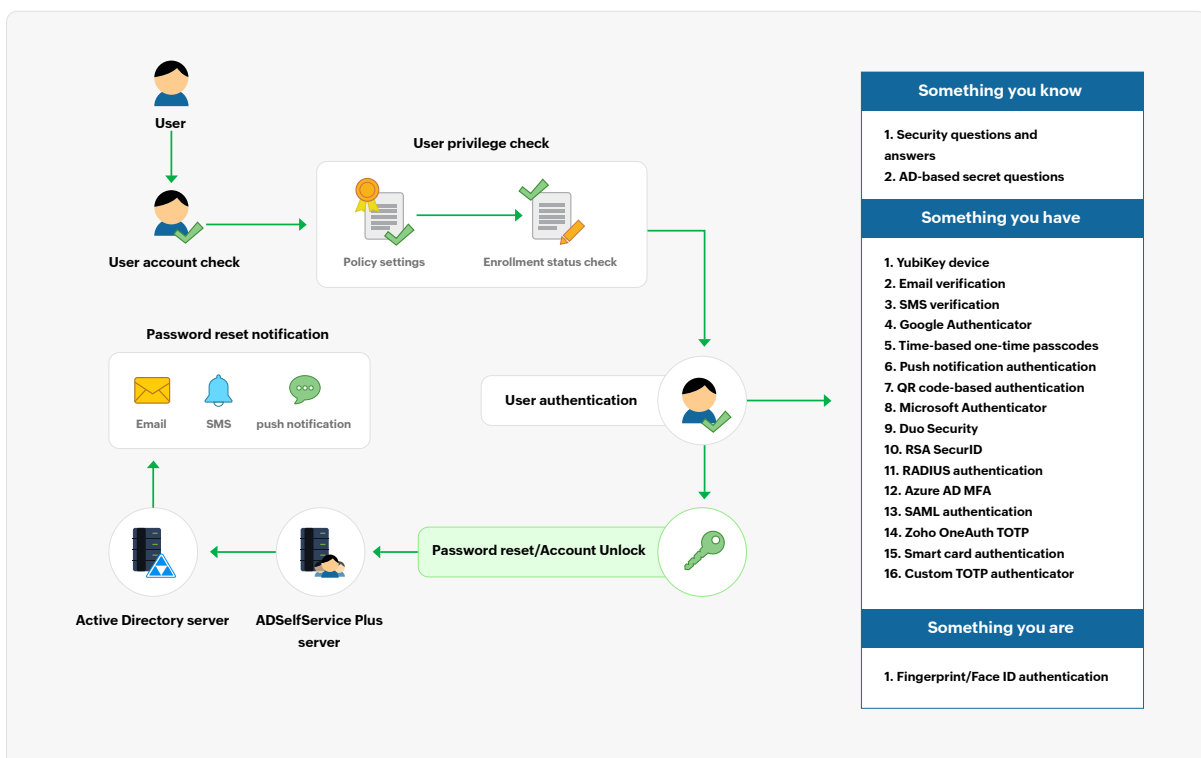 User
User account check
User privilege check
Policy settings
Enrollment status check
User authentication
Password reset/Account Unlock
ADSelfService Plus
server
Active Directory server
Password reset notification
Email
SMS
push notification
Something you know
1. Security questions and
answers
2. AD-based secret questions
Something you have
1. YubiKey device
2. Email verification
3. SMS verification
4. Google Authenticator
5. Time-based one-time passcodes
6. Push notification authentication
7. QR code-based authentication
8. Microsoft Authenticator
9. Duo Security
10. RSA SecurID
11. RADIUS authentication
12. Azure AD MFA
13. SAML authentication
14. Zoho OneAuth TOTP
15. Smart card authentication
16. Custom TOTP authenticator
Something you are
1. Fingerprint/Face ID authentication